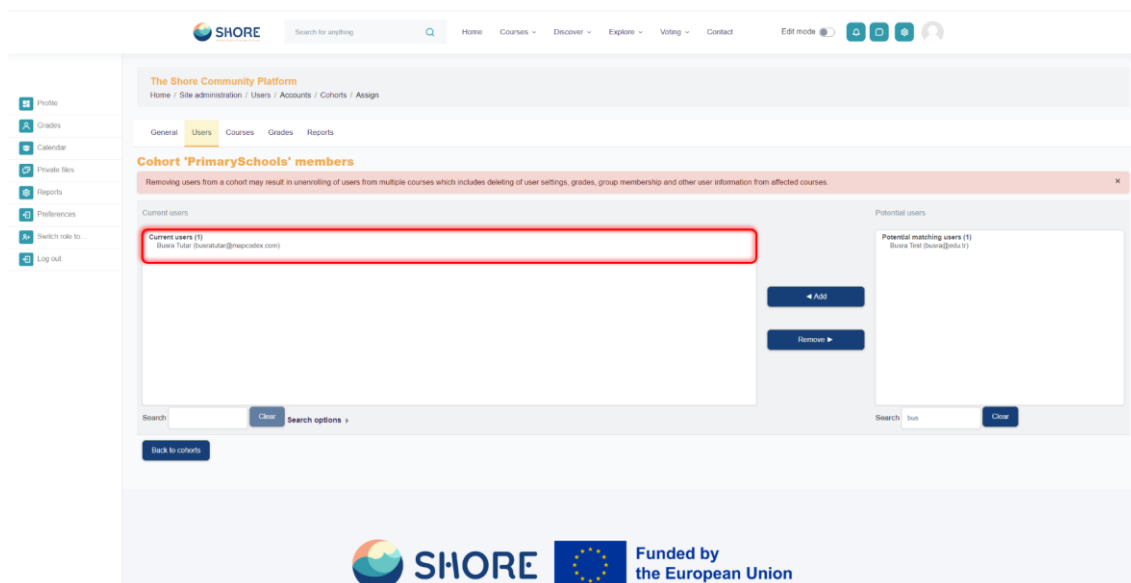 SHORE
Search for anything
Home Courses Discover Explore Voting Contact
Edit mode
The Shore Community Platform
Home / Site administration / Users / Accounts / Cohorts / Assign
Profile
Grades
Calendar
Private files
Reports
Preferences
Switch role to...
Log out
General Users Courses Grades Reports
Cohort 'PrimarySchools' members
Removing users from a cohort may result in unenrolling of users from multiple courses which includes deleting of user settings, grades, group membership and other user information from affected courses.
Current users
Potential users
Current users (1)
Busra Tutar (busratutar@mapcodex.com)
Potential matching users (1)
Busra Test (busra@edu.tr)
◄ Add
Remove ►
Search Clear Search options
Search bus Clear
Back to cohorts
SHORE
Funded by
the European Union